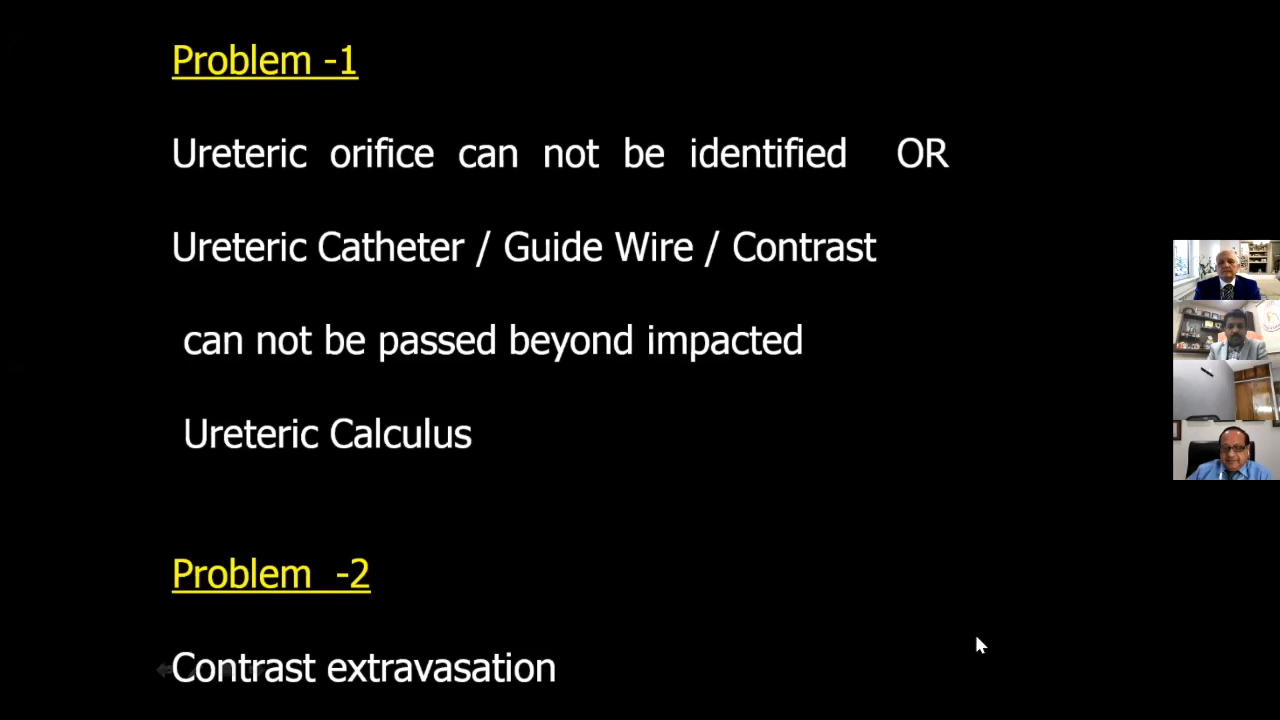 Problem -1
Ureteric orifice can not be identified OR
Ureteric Catheter / Guide Wire / Contrast
can not be passed beyond impacted
Ureteric Calculus
Problem -2
Contrast extravasation